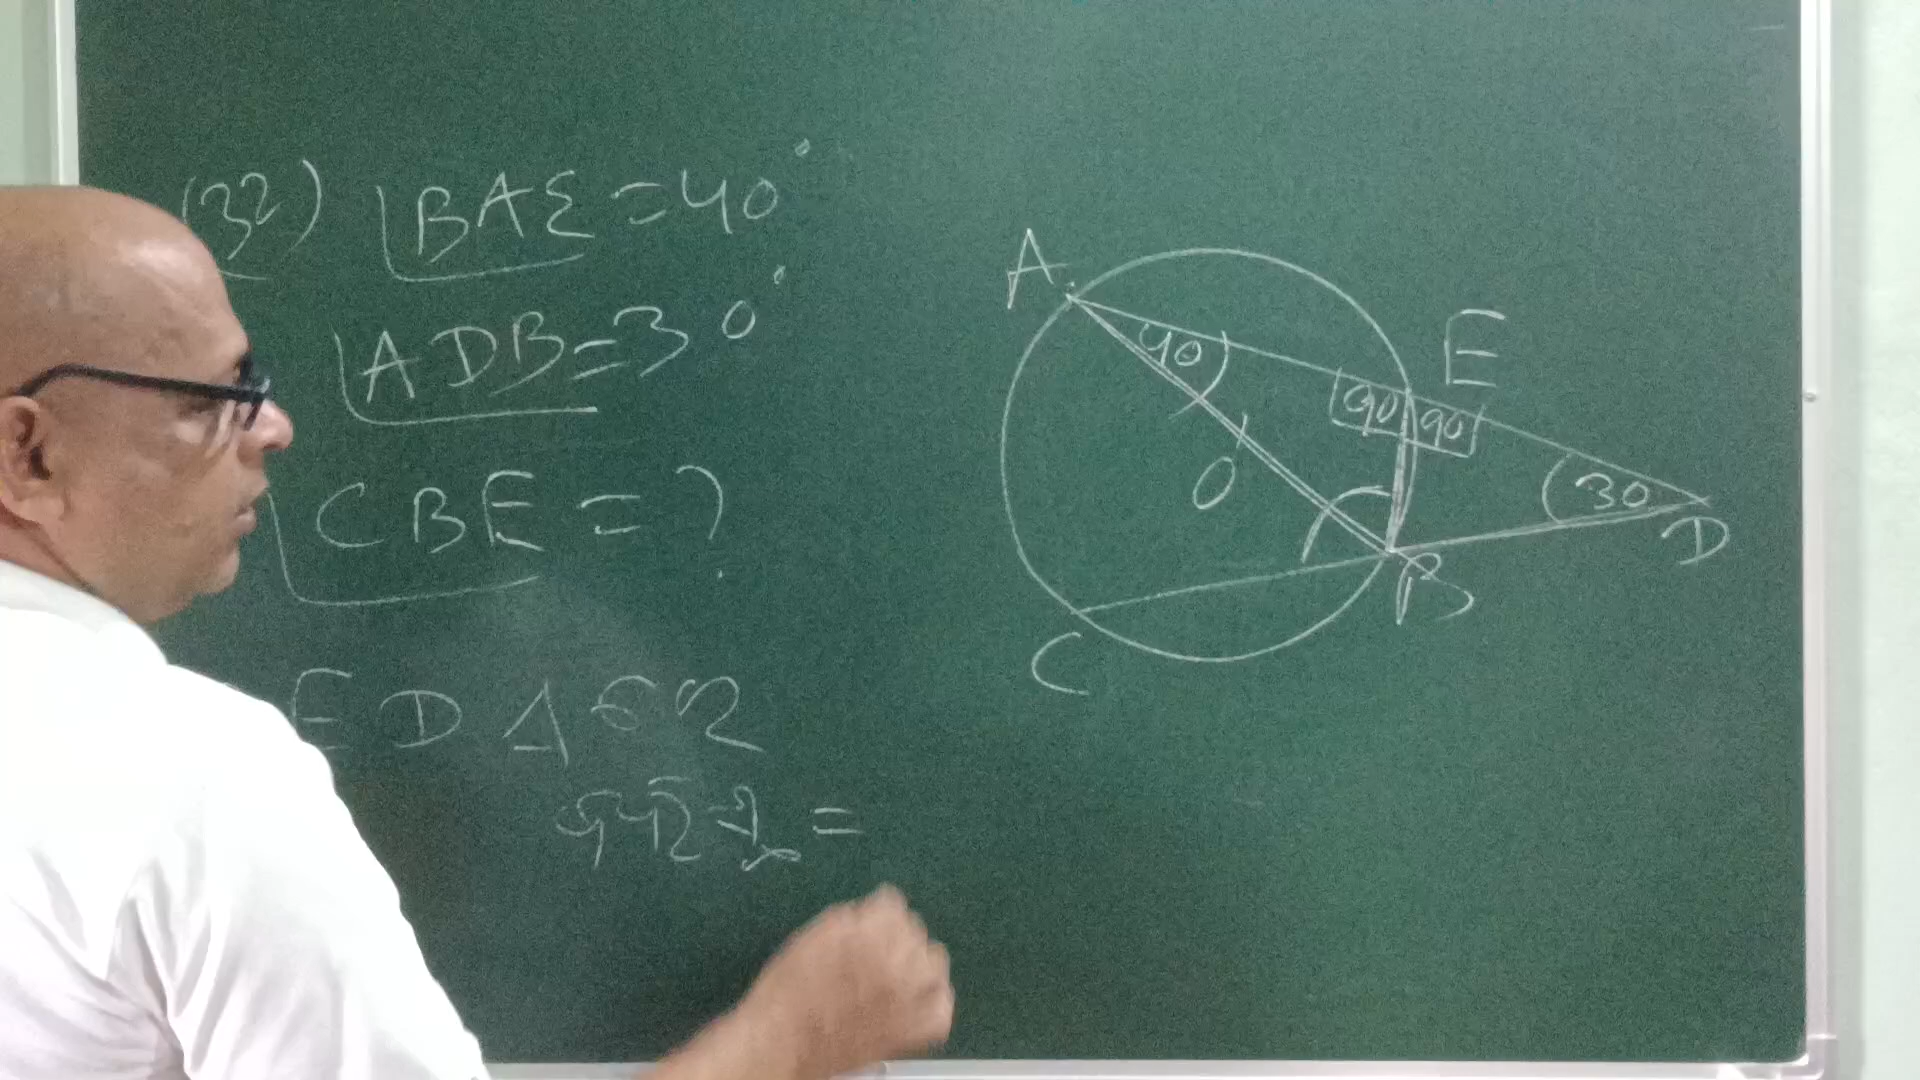 (32) ∠BAE = 40°
∠ADB = 30°
∠CBE = ?
ED Δ
=
A
E
40
90
90
30
D
O
B
C